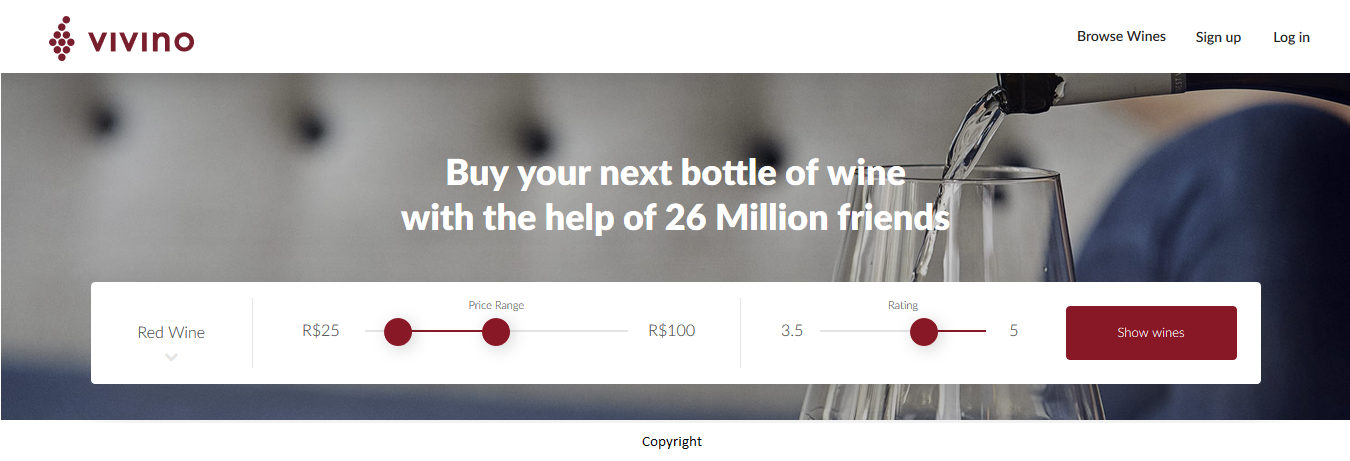 vivino
Browse Wines
Sign up
Log in
Buy your next bottle of wine
with the help of 26 Million friends
Red Wine
Price Range
R$25
R$100
Rating
3.5
5
Show wines
Copyright